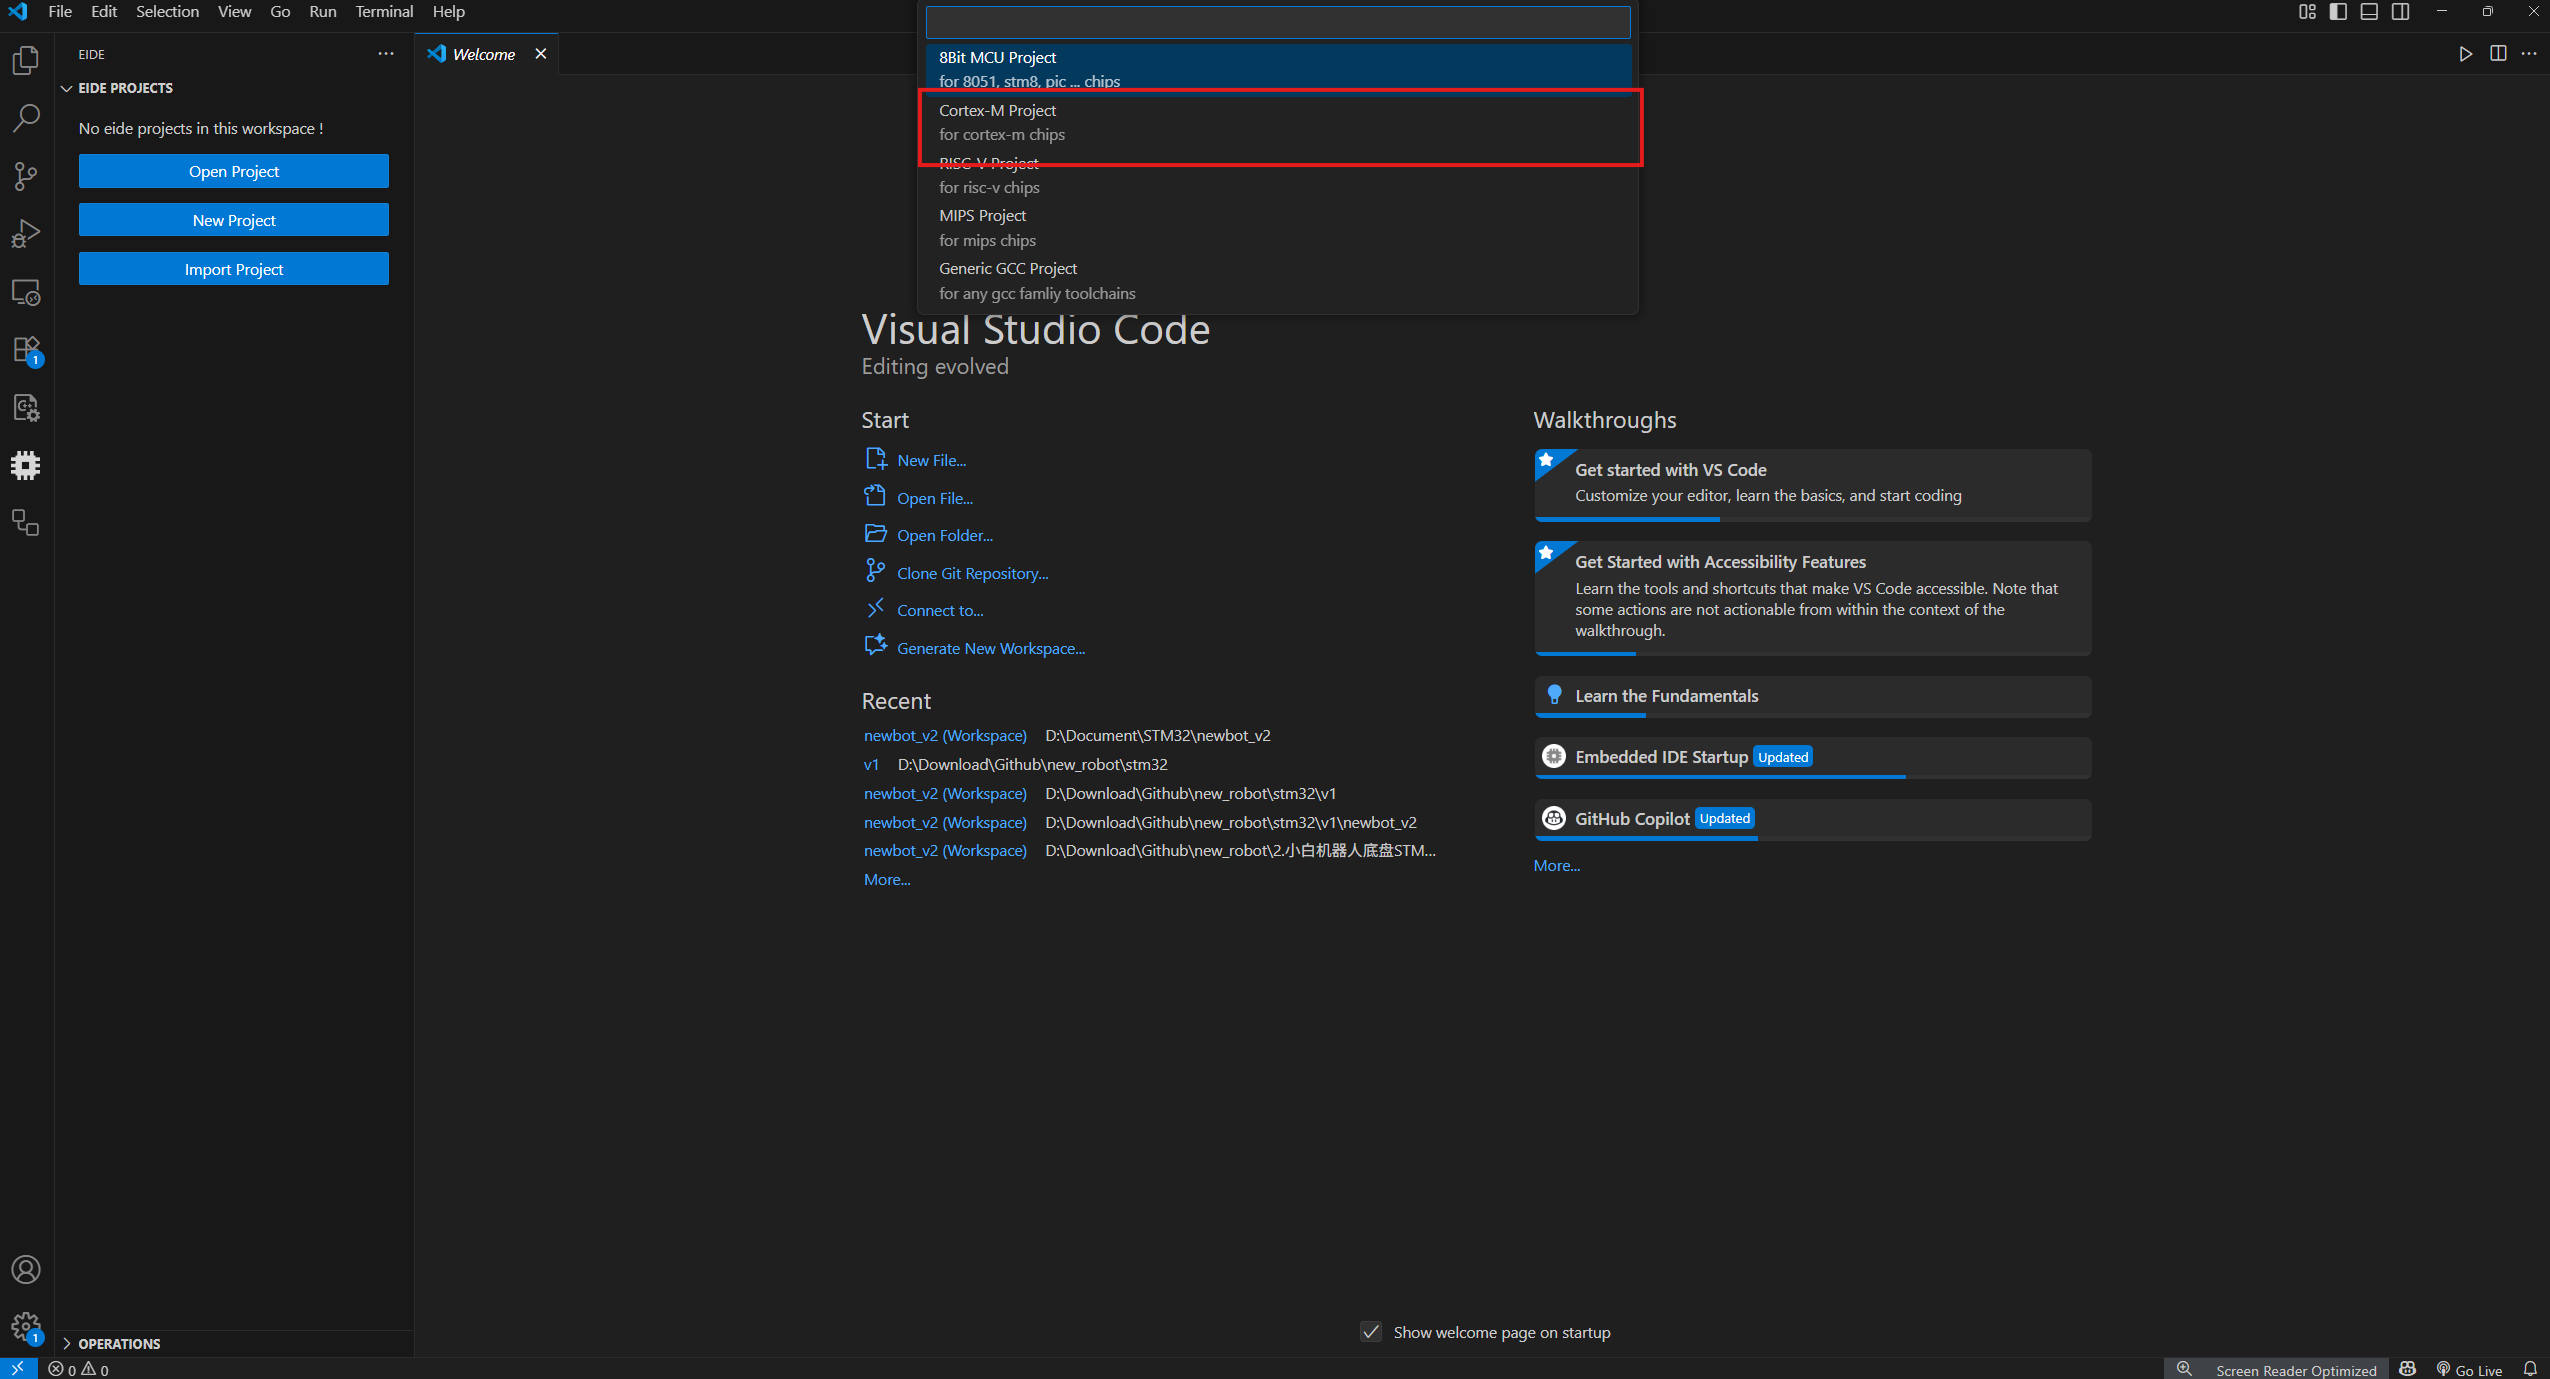 File Edit Selection View Go Run Terminal Help
EIDE
Welcome
EIDE PROJECTS
No eide projects in this workspace !
Open Project
New Project
Import Project
8Bit MCU Project
for 8051, stm8, pic ... chips
Cortex-M Project
for cortex-m chips
RISC-V Project
for risc-v chips
MIPS Project
for mips chips
Generic GCC Project
for any gcc famliy toolchains
Visual Studio Code
Editing evolved
Start
New File...
Open File...
Open Folder...
Clone Git Repository...
Connect to...
Generate New Workspace...
Recent
newbot_v2 (Workspace) D:\Document\STM32\newbot_v2
v1 D:\Download\Github\new_robot\stm32
newbot_v2 (Workspace) D:\Download\Github\new_robot\stm32\v1
newbot_v2 (Workspace) D:\Download\Github\new_robot\stm32\v1\newbot_v2
newbot_v2 (Workspace) D:\Download\Github\new_robot\2.小白机器人底盘STM...
More...
Walkthroughs
Get started with VS Code
Customize your editor, learn the basics, and start coding
Get Started with Accessibility Features
Learn the tools and shortcuts that make VS Code accessible. Note that
some actions are not actionable from within the context of the
walkthrough.
Learn the Fundamentals
Embedded IDE Startup Updated
GitHub Copilot Updated
More...
1
1
Show welcome page on startup
OPERATIONS
0 0
Screen Reader Optimized Go Live